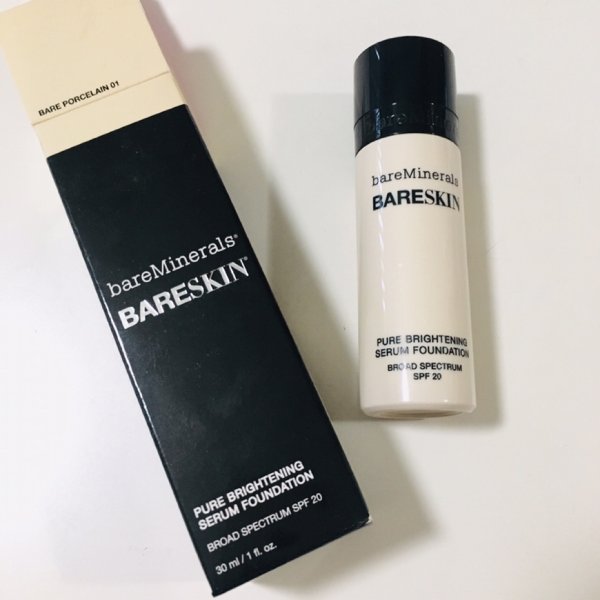 BARE PORCELAIN 01
bareMinerals®
BARESKIN®
PURE BRIGHTENING
SERUM FOUNDATION
BROAD SPECTRUM SPF 20
30 ml / 1 fl. oz.
bareMinerals
BARESKIN
PURE BRIGHTENING
SERUM FOUNDATION
BROAD SPECTRUM
SPF 20